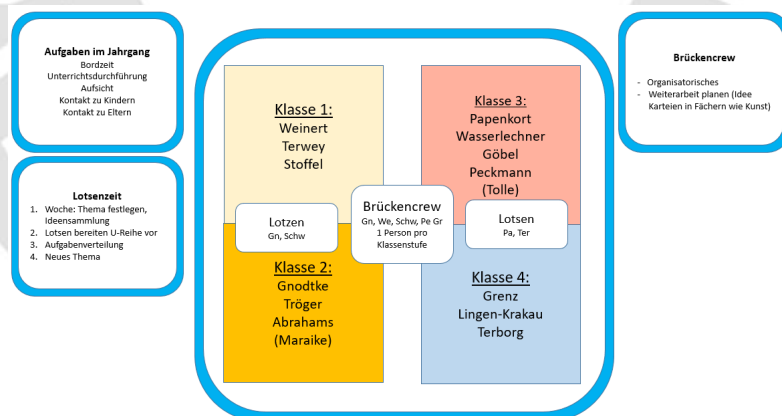 Aufgaben im Jahrgang
Bordzeit
Unterrichtsdurchführung
Aufsicht
Kontakt zu Kindern
Kontakt zu Eltern
Lotsenzeit
1. Woche: Thema festlegen,
Ideensammlung
2. Lotsen bereiten U-Reihe vor
3. Aufgabenverteilung
4. Neues Thema
Klasse 1:
Weinert
Terwey
Stoffel
Klasse 3:
Papenkort
Wasserlechner
Göbel
Peckmann
(Tolle)
Lotzen
Gn, Schw
Brückencrew
Gn, We, Schw, Pe Gr
1 Person pro
Klassenstufe
Lotsen
Pa, Ter
Klasse 2:
Gnodtke
Tröger
Abrahams
(Maraike)
Klasse 4:
Grenz
Lingen-Krakau
Terborg
Brückencrew
- Organisatorisches
- Weiterarbeit planen (Idee
Karteien in Fächern wie Kunst)